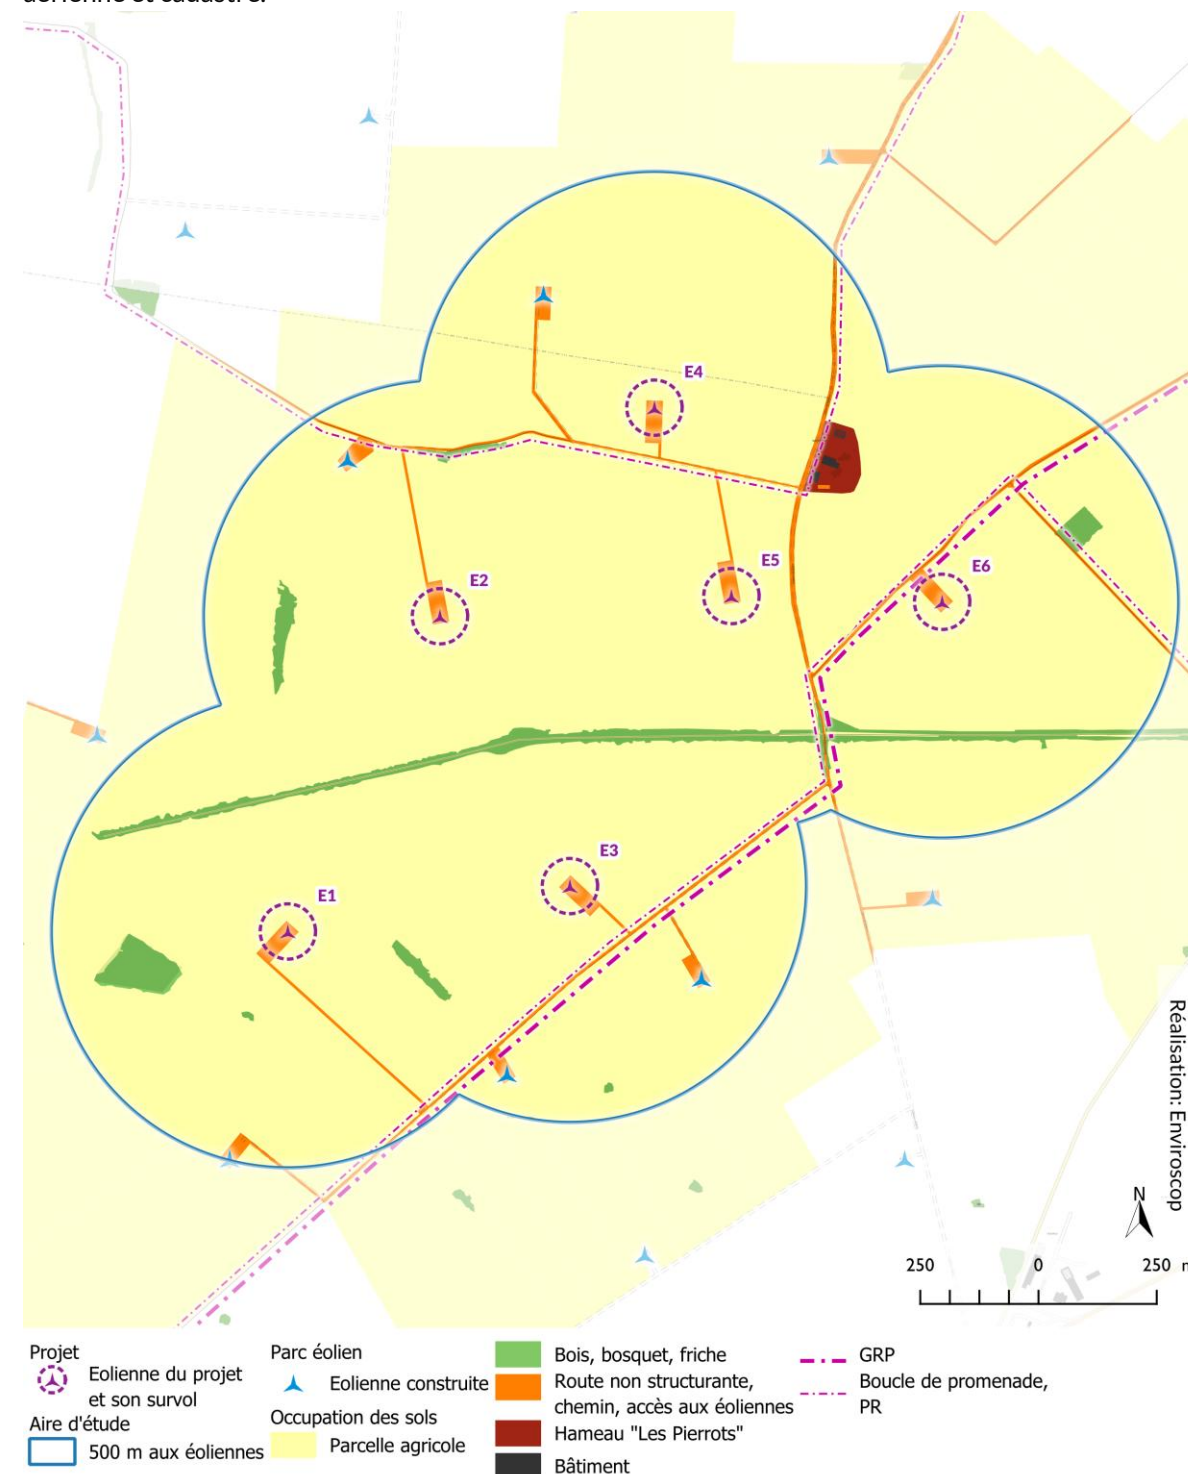 E4
E5
E6
E2
E3
E1
Réalisation: Enviroscop
N
250 0 250
Projet
Eolienne du projet
et son survol
Aire d'étude
500 m aux éoliennes
Parc éolien
Eolienne construite
Occupation des sols
Parcelle agricole
Bois, bosquet, friche
Route non structurante,
chemin, accès aux éoliennes
Hameau "Les Pierrots"
Bâtiment
GRP
Boucle de promenade,
PR